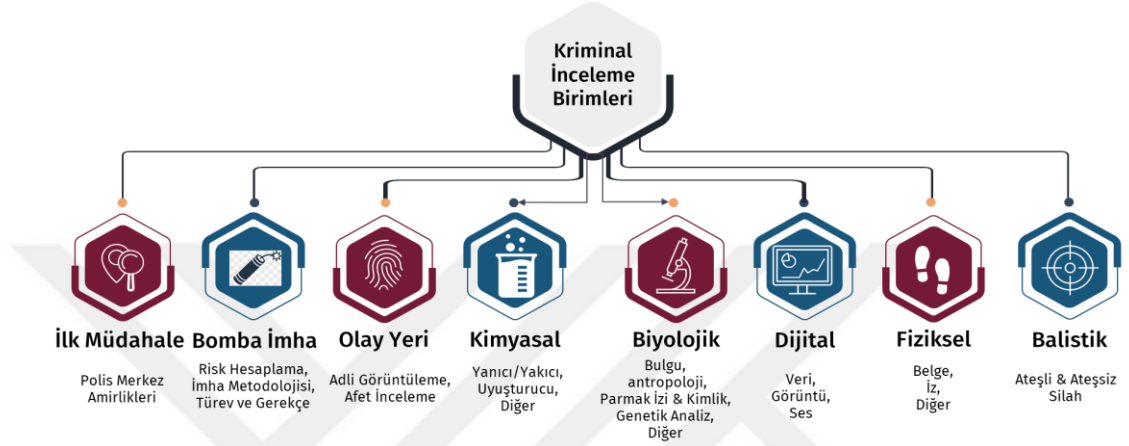 Kriminal
İnceleme
Birimleri
İlk Müdahale
Polis Merkez
Amirlikleri
Bomba İmha
Risk Hesaplama,
İmha Metodolojisi,
Türev ve Gerekçe
Olay Yeri
Adli Görüntüleme,
Afet İnceleme
Kimyasal
Yanıcı/Yakıcı,
Uyuşturucu,
Diğer
Biyolojik
Bulgu,
antropoloji,
Parmak İzi & Kimlik,
Genetik Analiz,
Diğer
Dijital
Veri,
Görüntü,
Ses
Fiziksel
Belge,
İz,
Diğer
Balistik
Ateşli & Ateşsiz
Silah